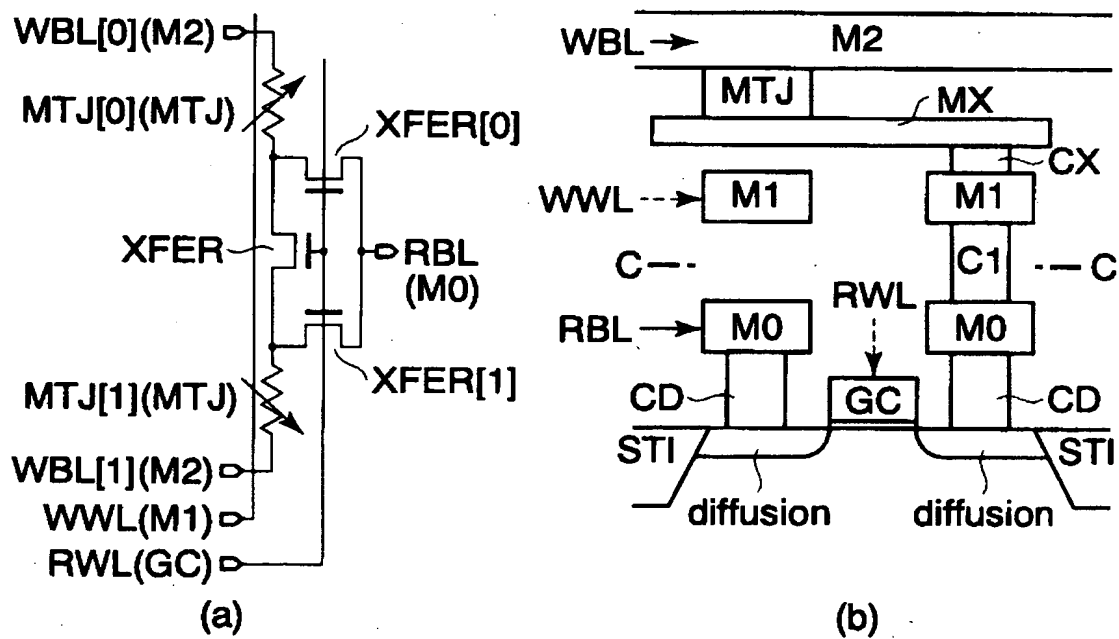 WBL[0](M2)
MTJ[0](MTJ)
XFER[0]
XFER
RBL
(M0)
XFER[1]
MTJ[1](MTJ)
WBL[1](M2)
WWL(M1)
RWL(GC)
(a)
WBL
M2
MTJ
MX
CX
WWL
M1
M1
C
C1
C
RWL
RBL
M0
M0
CD
GC
CD
STI
STI
diffusion
diffusion
(b)